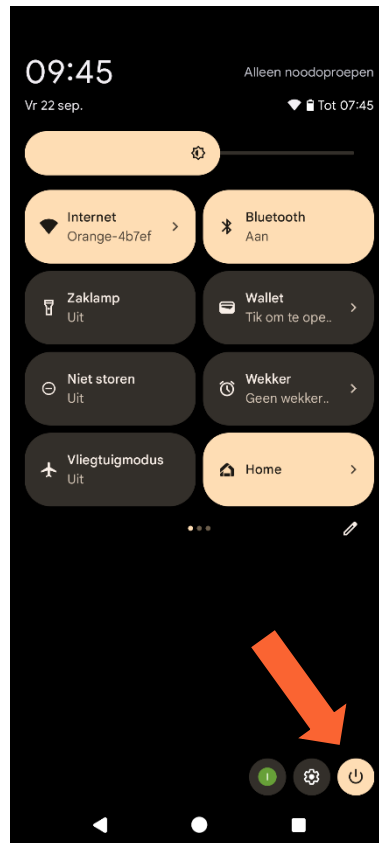 09:45
Alleen noodoproepen
Vr 22 sep.
Tot 07:45
Internet
Orange-4b7ef
Bluetooth
Aan
Zaklamp
Uit
Wallet
Tik om te ope..
Niet storen
Uit
Wekker
Geen wekker..
Vliegtuigmodus
Uit
Home